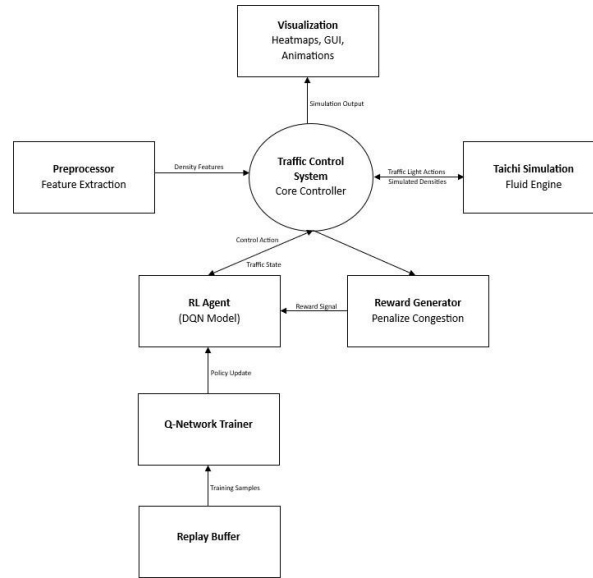 Visualization
Heatmaps, GUI,
Animations
Simulation Output
Preprocessor
Feature Extraction
Density Features
Traffic Control
System
Core Controller
Traffic Light Actions
Simulated Densities
Taichi Simulation
Fluid Engine
Control Action
Traffic State
RL Agent
(DQN Model)
Reward Signal
Reward Generator
Penalize Congestion
Policy Update
Q-Network Trainer
Training Samples
Replay Buffer